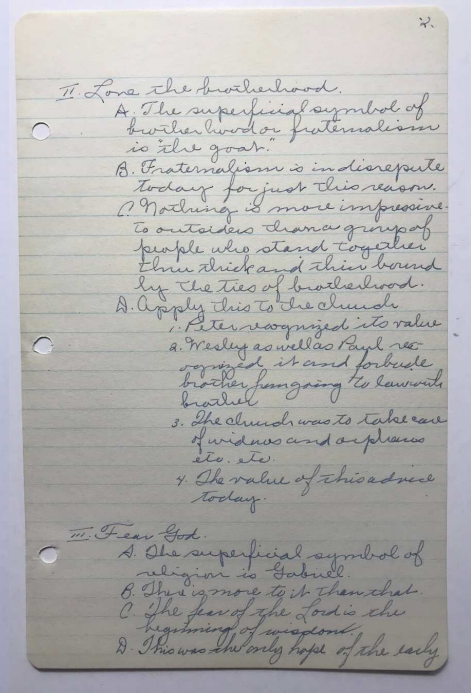 2.
II. Love the brotherhood.
A. The superficial symbol of
brotherhood or fraternalism
is "the goat."
B. Fraternalism is in disrepute
today for just this reason.
C. Nothing is more impressive
to outsiders than a group of
people who stand together
thru thick and thin bound
by the ties of brotherhood.
D. Apply this to the church
1. Peter recognized its value
2. Wesley as well as Paul rec
ognized it and forbade
brother from going to law with
brother
3. The church was to take care
of widows and orphans
etc. etc.
4. The value of this advice
today.
III. Fear God.
A. The superficial symbol of
religion is Gabriel.
B. There is more to it than that.
C. The fear of the Lord is the
beginning of wisdom.
D. This was the only hope of the early